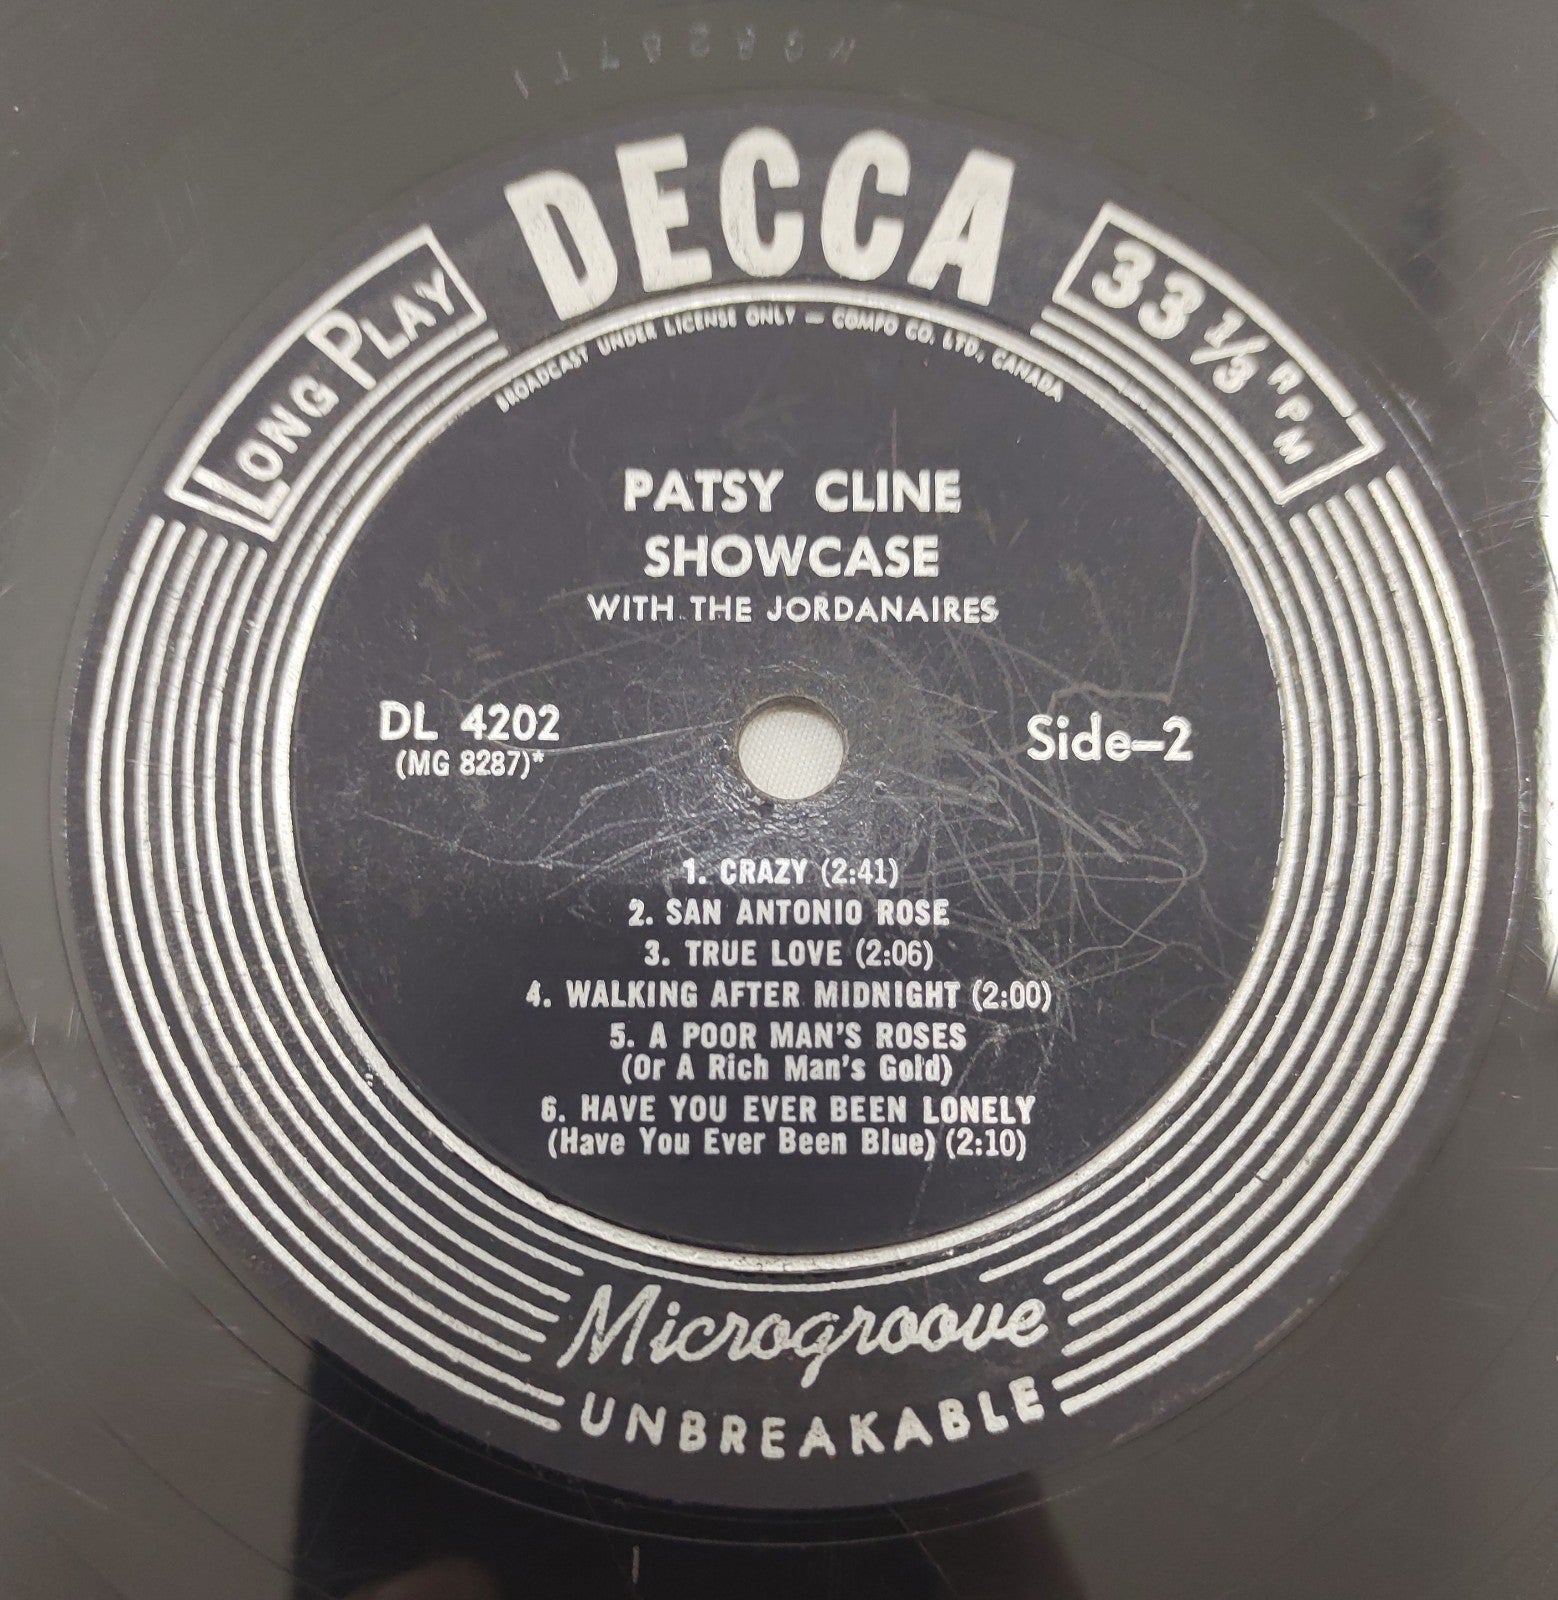 DECCA
LONG PLAY
33 1/3 RPM
BROADCAST UNDER LICENSE ONLY — COMPO CO. LTD, CANADA
PATSY CLINE
SHOWCASE
WITH THE JORDANAIRES
DL 4202
(MG 8287)*
Side–2
1. CRAZY (2:41)
2. SAN ANTONIO ROSE
3. TRUE LOVE (2:06)
4. WALKING AFTER MIDNIGHT (2:00)
5. A POOR MAN'S ROSES
(Or A Rich Man's Gold)
6. HAVE YOU EVER BEEN LONELY
(Have You Ever Been Blue) (2:10)
Microgroove
UNBREAKABLE